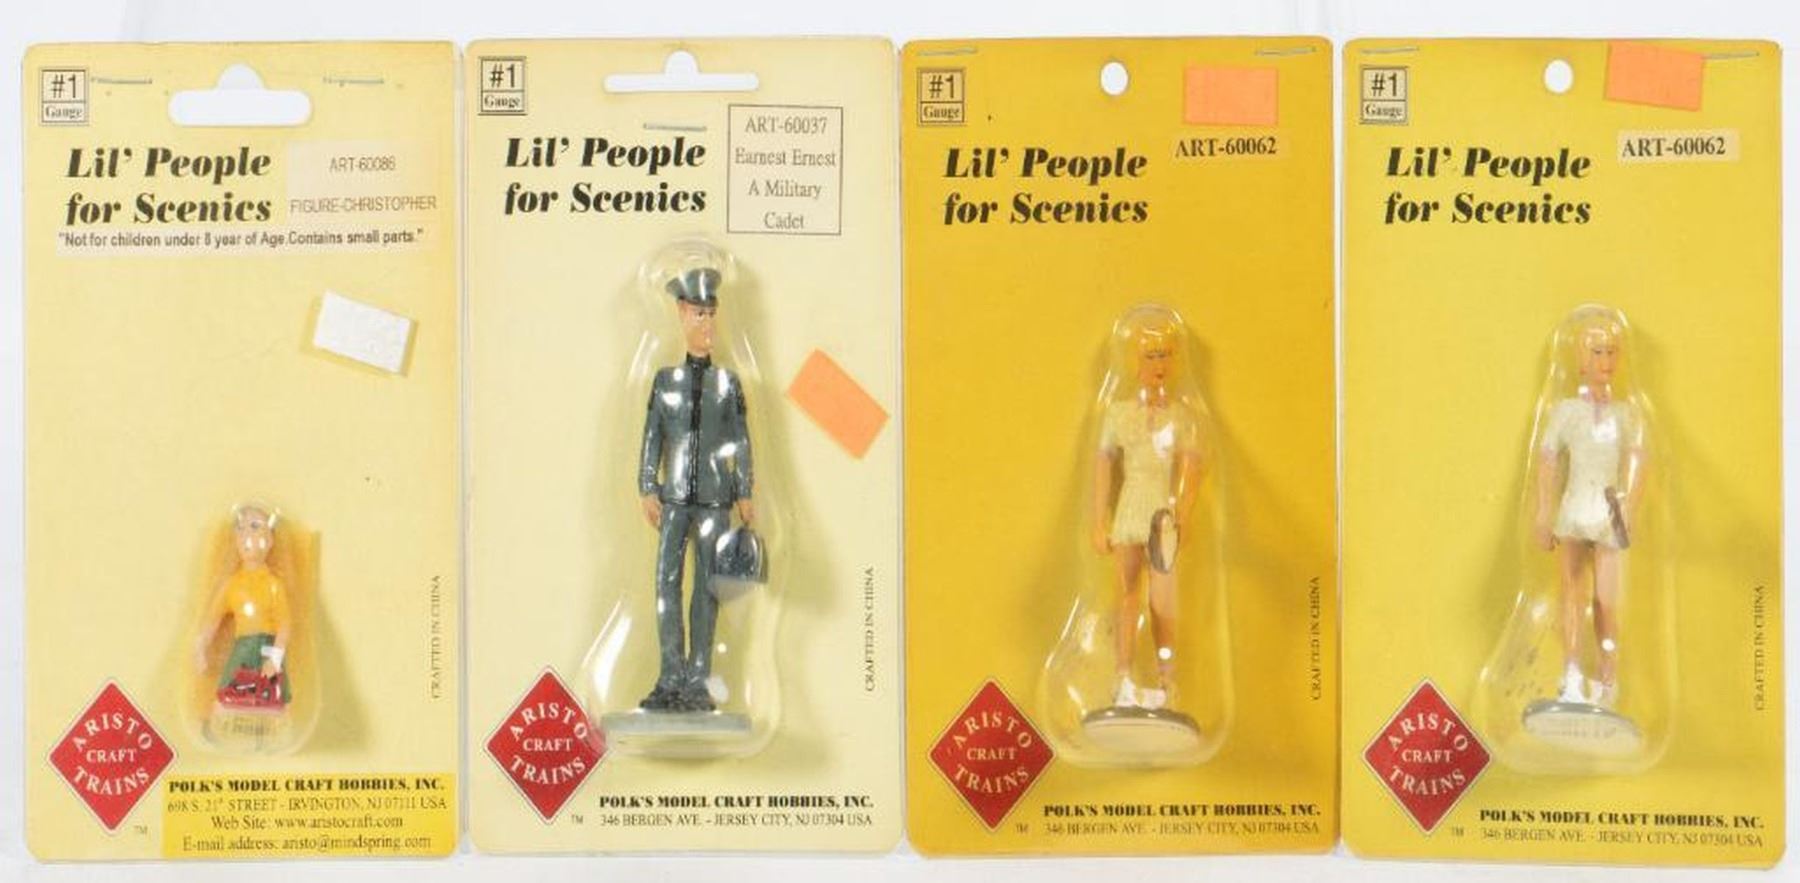 #1
Gauge
Lil' People
for Scenics
ART-60086
FIGURE-CHRISTOPHER
"Not for children under 8 year of Age.Contains small parts."
CRAFTED IN CHINA
ARISTO
CRAFT
TRAINS
TM
POLK'S MODEL CRAFT HOBBIES, INC.
698 S. 21st STREET - IRVINGTON, NJ 07111 USA
Web Site: www.aristocraft.com
E-mail address: aristo@mindspring.com
#1
Gauge
Lil' People
for Scenics
ART-60037
Earnest Ernest
A Military
Cadet
CRAFTED IN CHINA
ARISTO
CRAFT
TRAINS
TM
POLK'S MODEL CRAFT HOBBIES, INC.
346 BERGEN AVE. - JERSEY CITY, NJ 07304 USA
#1
Gauge
Lil' People
for Scenics
ART-60062
CRAFTED IN CHINA
ARISTO
CRAFT
TRAINS
TM
POLK'S MODEL CRAFT HOBBIES, INC.
346 BERGEN AVE. - JERSEY CITY, NJ 07304 USA
#1
Gauge
Lil' People
for Scenics
ART-60062
CRAFTED IN CHINA
ARISTO
CRAFT
TRAINS
TM
POLK'S MODEL CRAFT HOBBIES, INC.
346 BERGEN AVE. - JERSEY CITY, NJ 07304 USA